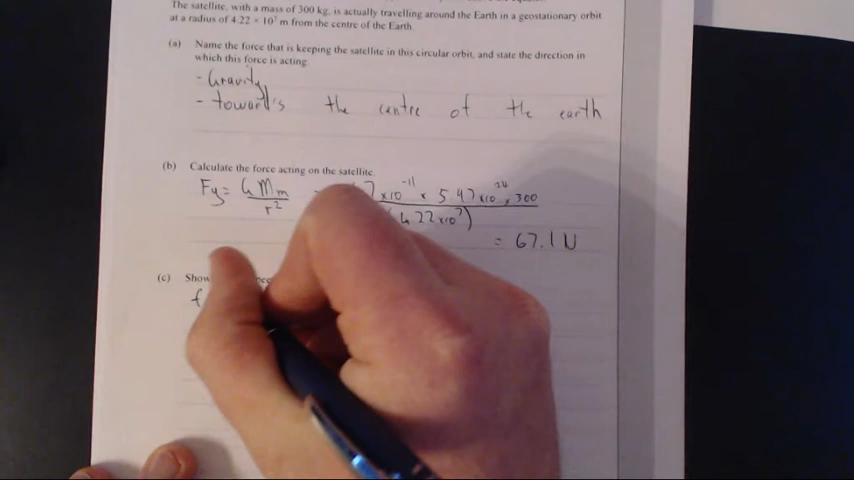 The satellite, with a mass of 300 kg, is actually travelling around the Earth in a geostationary orbit
at a radius of 4.22 × 10⁷ m from the centre of the Earth.
(a) Name the force that is keeping the satellite in this circular orbit, and state the direction in
which this force is acting.
- Gravity
- towards the centre of the earth
(b) Calculate the force acting on the satellite.
Fg = GMm / r² = 7 ×10⁻¹¹ × 5.97 ×10²⁴ × 300
(4.22 ×10⁷)
= 67.1 N
(c) Show
f